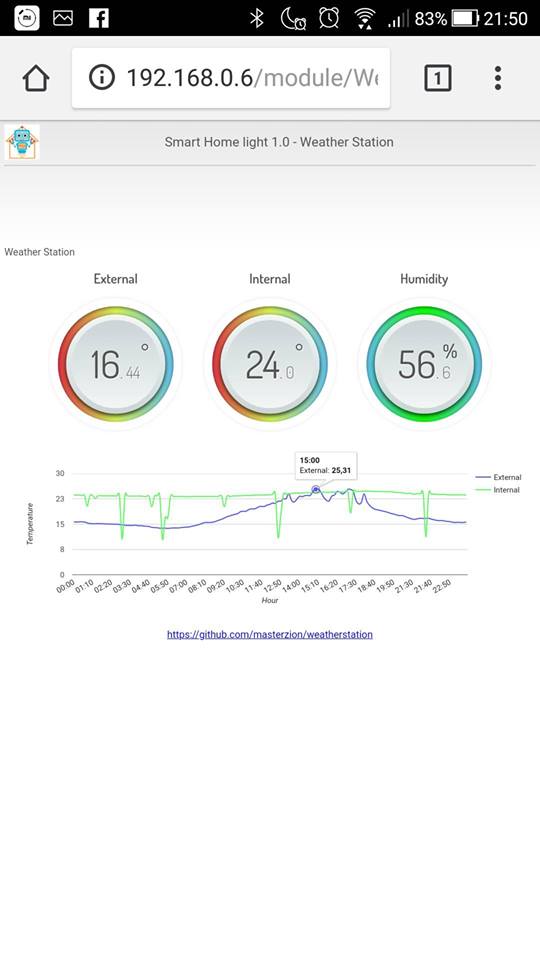 mi
83% 21:50
192.168.0.6/module/We
1
Smart Home light 1.0 - Weather Station
Weather Station
External Internal Humidity
16.44° 24.0° 56.6%
15:00
External: 25,31
30
23
15
8
0
Temperature
External
Internal
00:00 01:10 02:20 03:30 04:40 05:50 07:00 08:10 09:20 10:30 11:40 12:50 14:00 15:10 16:20 17:30 18:40 19:50 21:30 21:40 22:50
Hour
https://github.com/masterzion/weatherstation